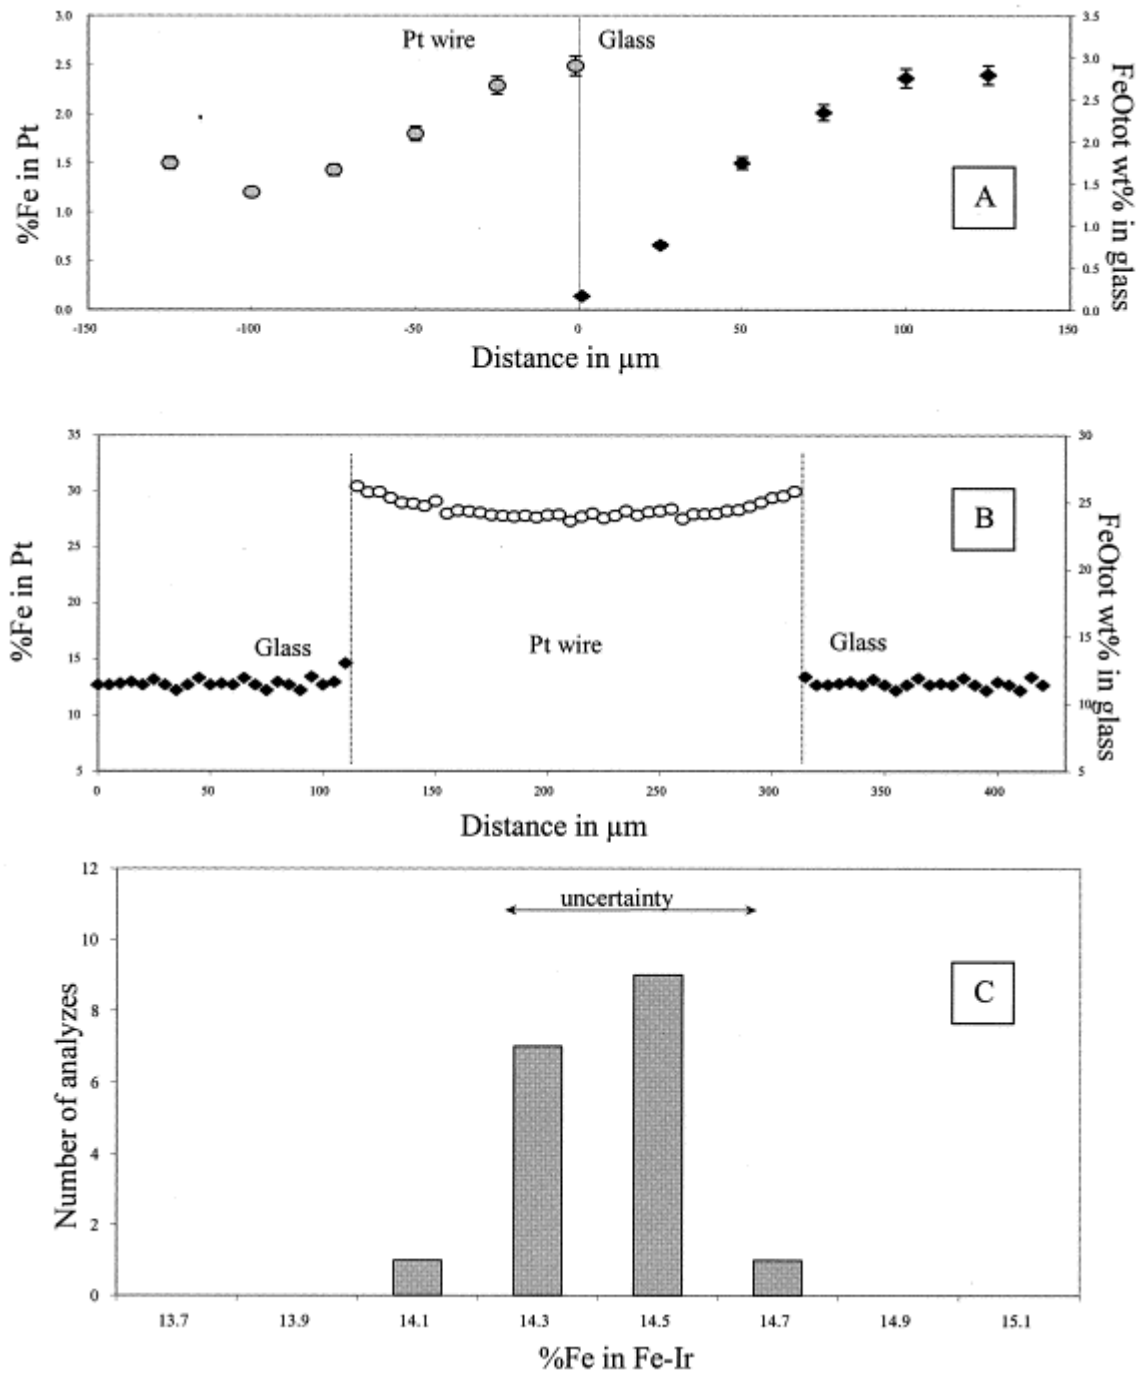 3.0 3.5
Pt wire Glass
2.5 3.0
2.5
2.0
2.0
1.5
1.5
A
1.0
1.0
0.5
0.5
0.0 0.0
-150 -100 -50 0 50 100 150
%Fe in Pt
FeOtot wt% in glass
Distance in µm
35 30
30 25
B
25
20
20
15
Glass Pt wire Glass
15
10
10
5 5
0 50 100 150 200 250 300 350 400
%Fe in Pt
FeOtot wt% in glass
Distance in µm
12
uncertainty
10
C
8
6
4
2
0
13.7 13.9 14.1 14.3 14.5 14.7 14.9 15.1
Number of analyzes
%Fe in Fe-Ir